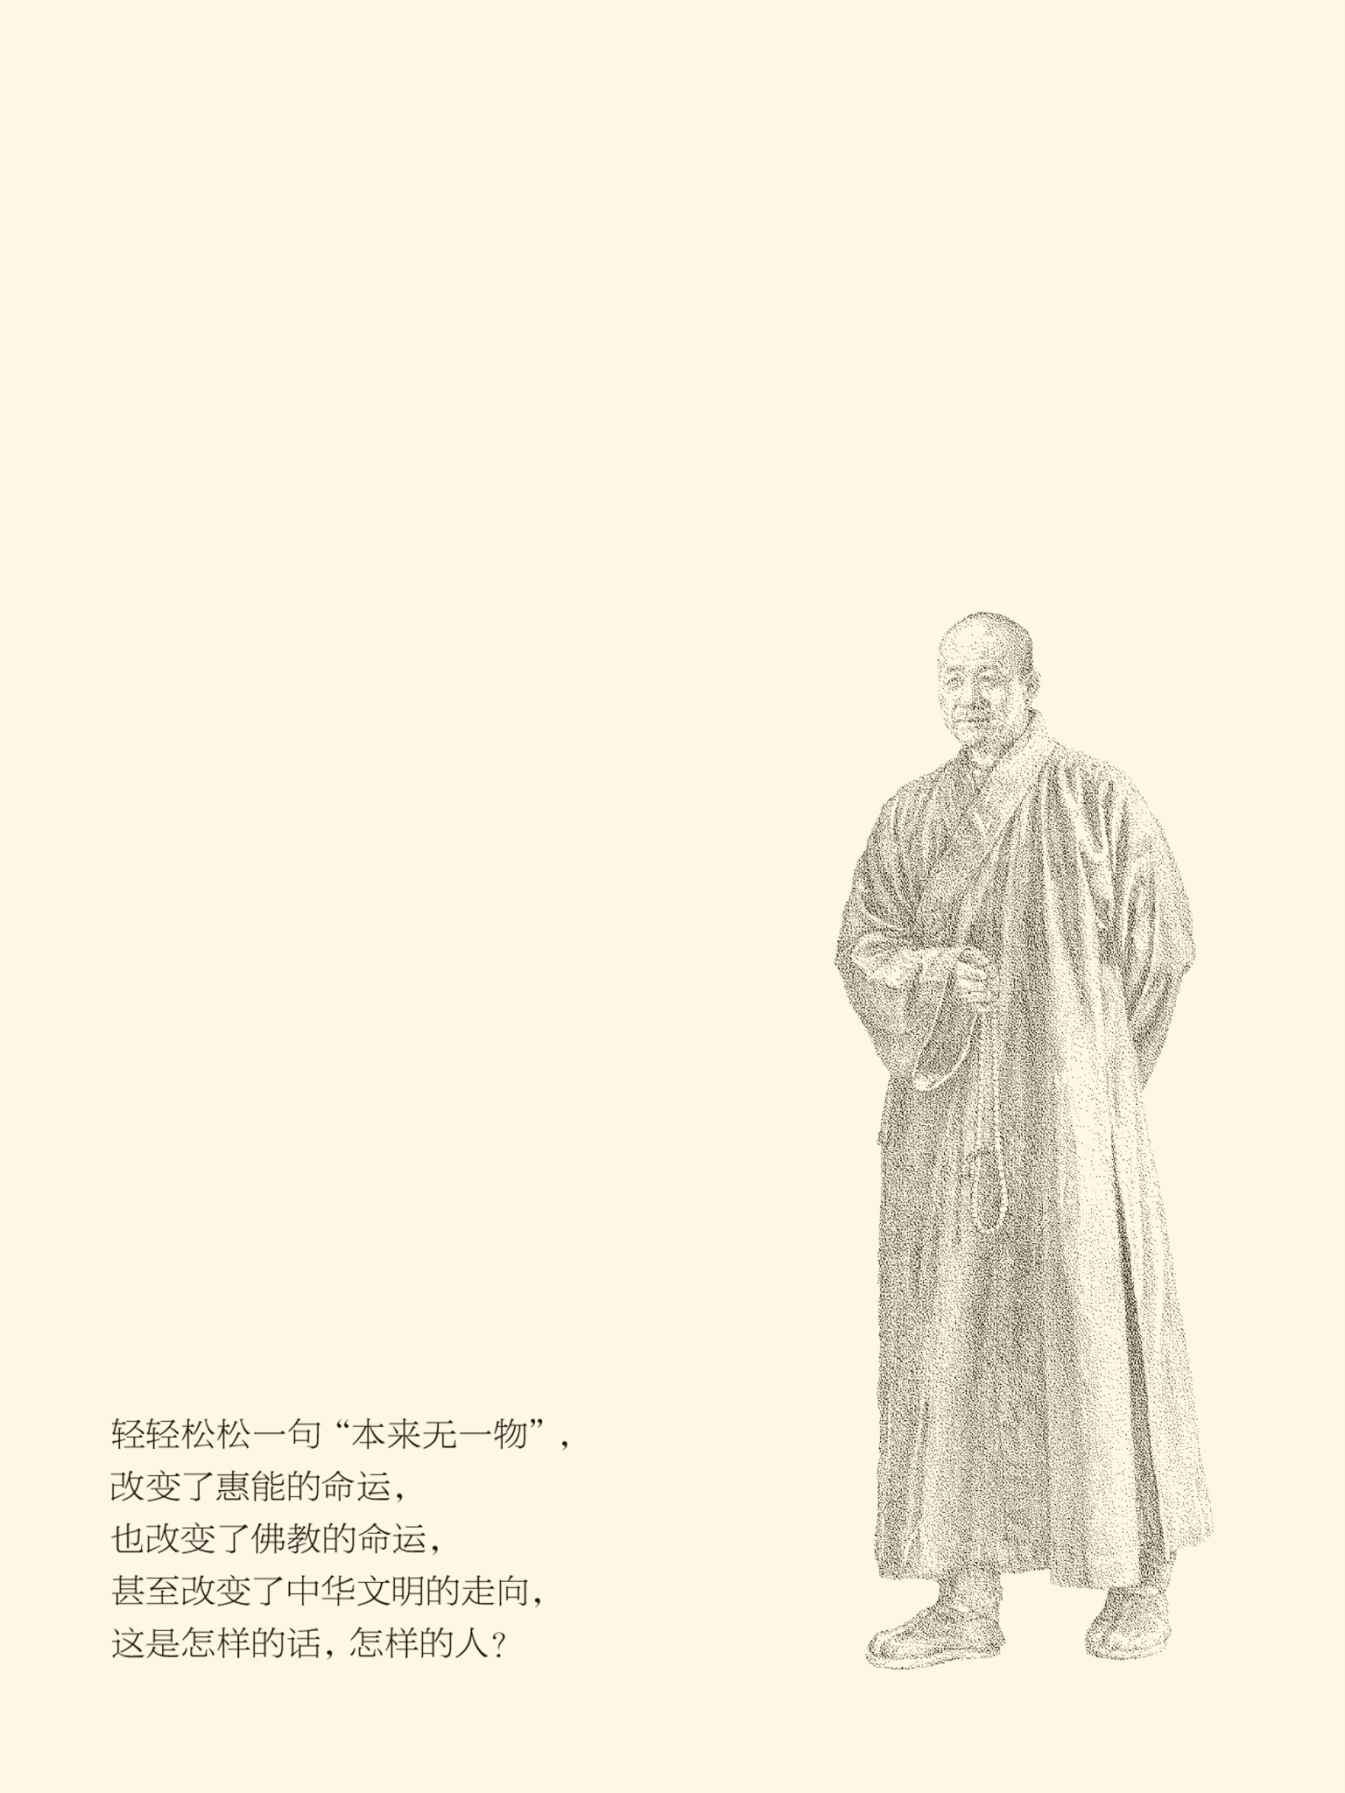 轻轻松松一句“本来无一物”，
改变了惠能的命运，
也改变了佛教的命运，
甚至改变了中华文明的走向，
这是怎样的话，怎样的人？